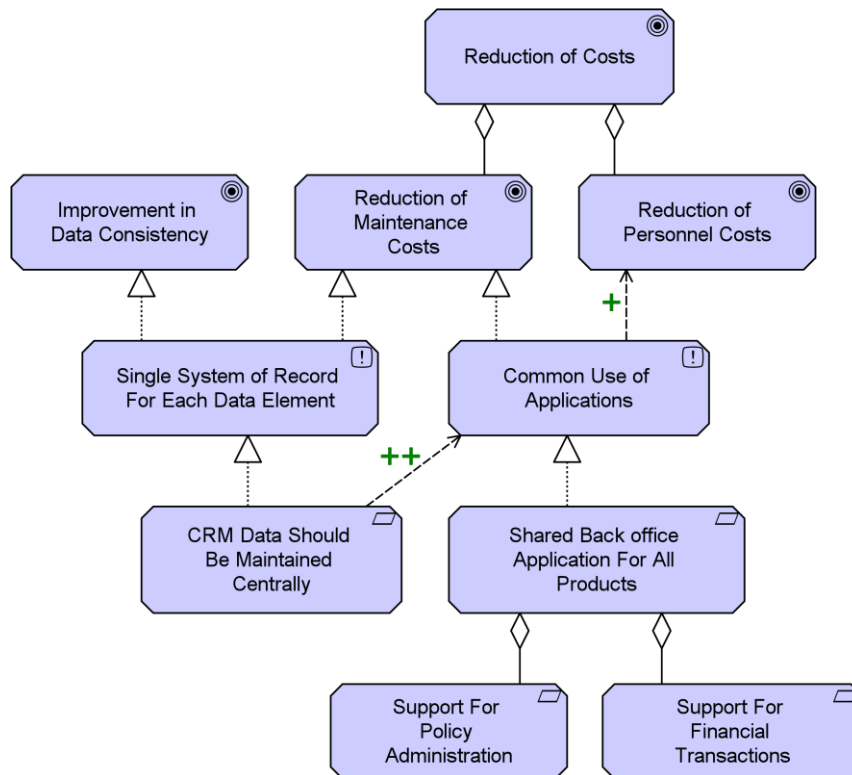 Reduction of Costs
Improvement in
Data Consistency
Reduction of
Maintenance
Costs
Reduction of
Personnel Costs
+
Single System of Record
For Each Data Element
!
Common Use of
Applications
!
++
CRM Data Should
Be Maintained
Centrally
Shared Back office
Application For All
Products
Support For
Policy
Administration
Support For
Financial
Transactions